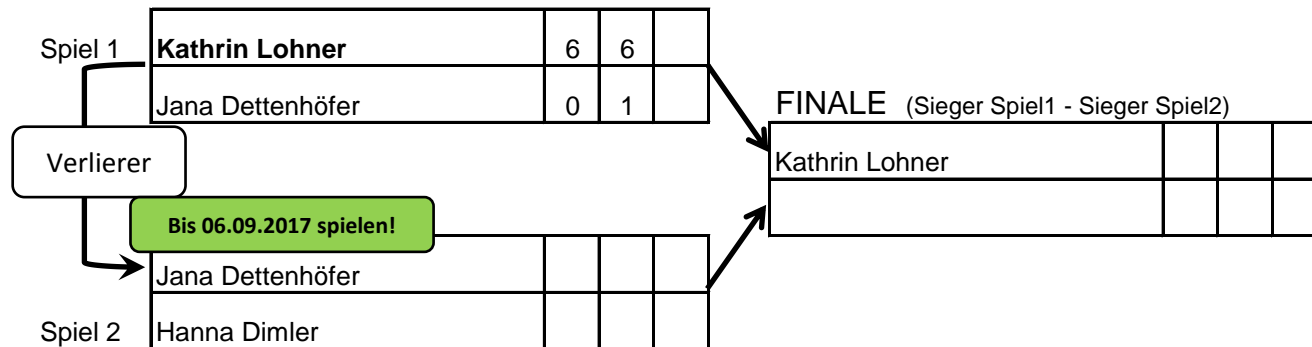 Spiel 1 Kathrin Lohner 6 6
Jana Dettenhöfer 0 1
FINALE (Sieger Spiel1 - Sieger Spiel2)
Verlierer
Kathrin Lohner
Bis 06.09.2017 spielen!
Jana Dettenhöfer
Spiel 2 Hanna Dimler